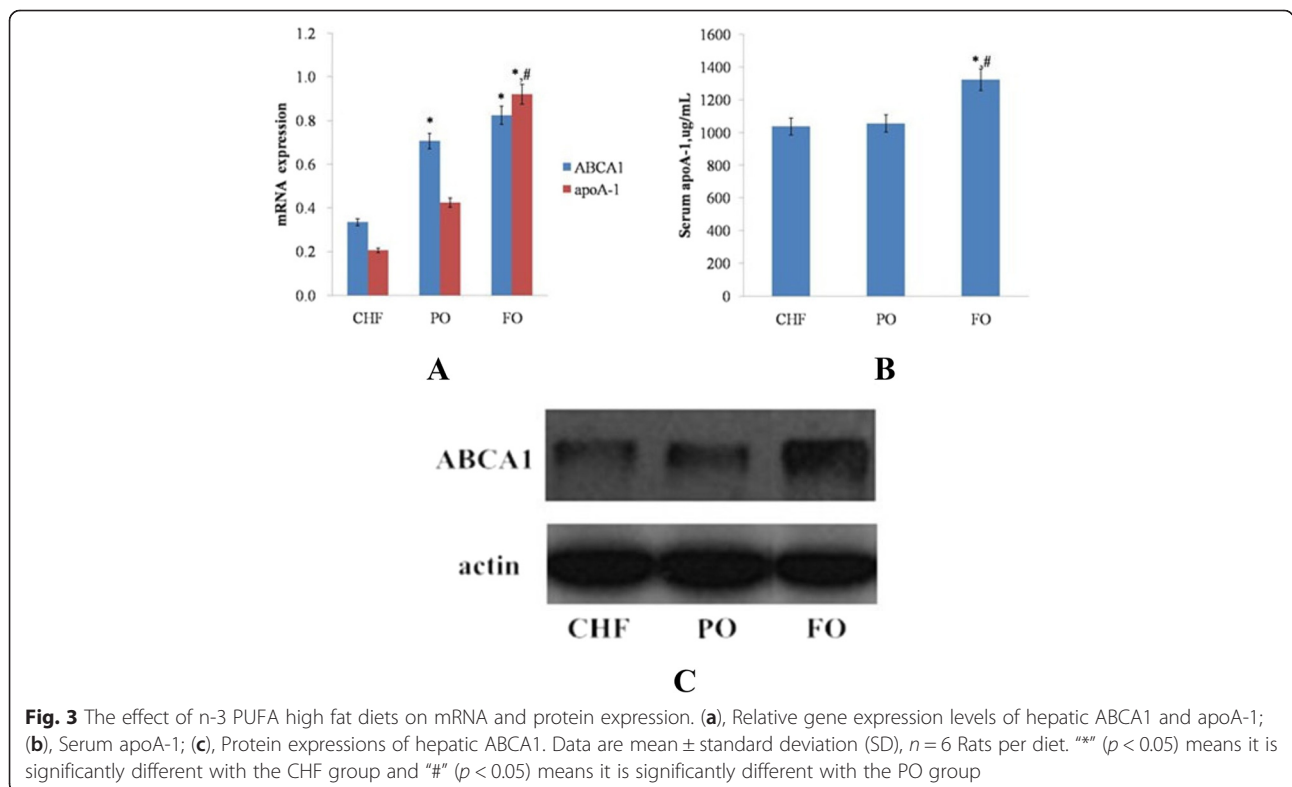 1.2
1.0
0.8
0.6
0.4
0.2
0.0
mRNA expression
*
*
*,#
CHF PO FO
ABCA1
apoA-1
A
1600
1400
1200
1000
800
600
400
200
0
Serum apoA-1,ug/mL
*,#
CHF PO FO
B
ABCA1
actin
CHF PO FO
C
Fig. 3 The effect of n-3 PUFA high fat diets on mRNA and protein expression. (a), Relative gene expression levels of hepatic ABCA1 and apoA-1;
(b), Serum apoA-1; (c), Protein expressions of hepatic ABCA1. Data are mean ± standard deviation (SD), n = 6 Rats per diet. “*” (p < 0.05) means it is
significantly different with the CHF group and “#” (p < 0.05) means it is significantly different with the PO group